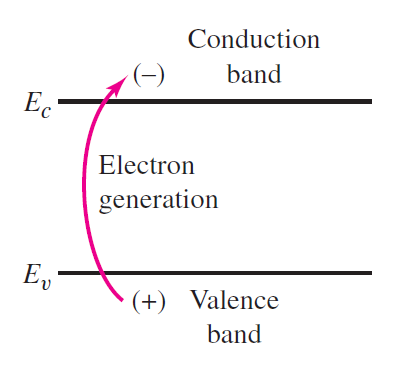 Conduction
(–) band
E_c
Electron
generation
E_v
(+) Valence
band